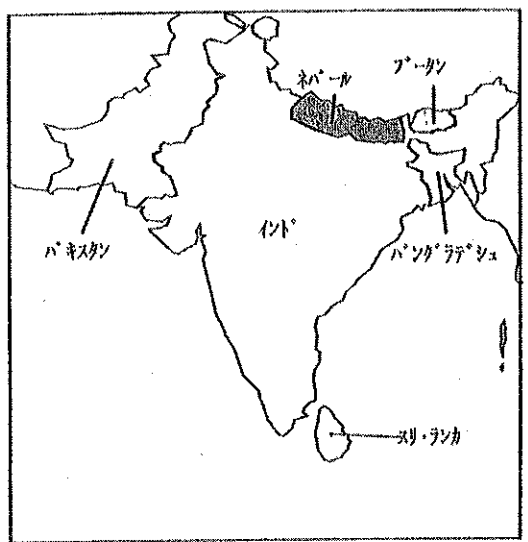 ネパール
ブータン
パキスタン
インド
バングラデシュ
スリ・ランカ